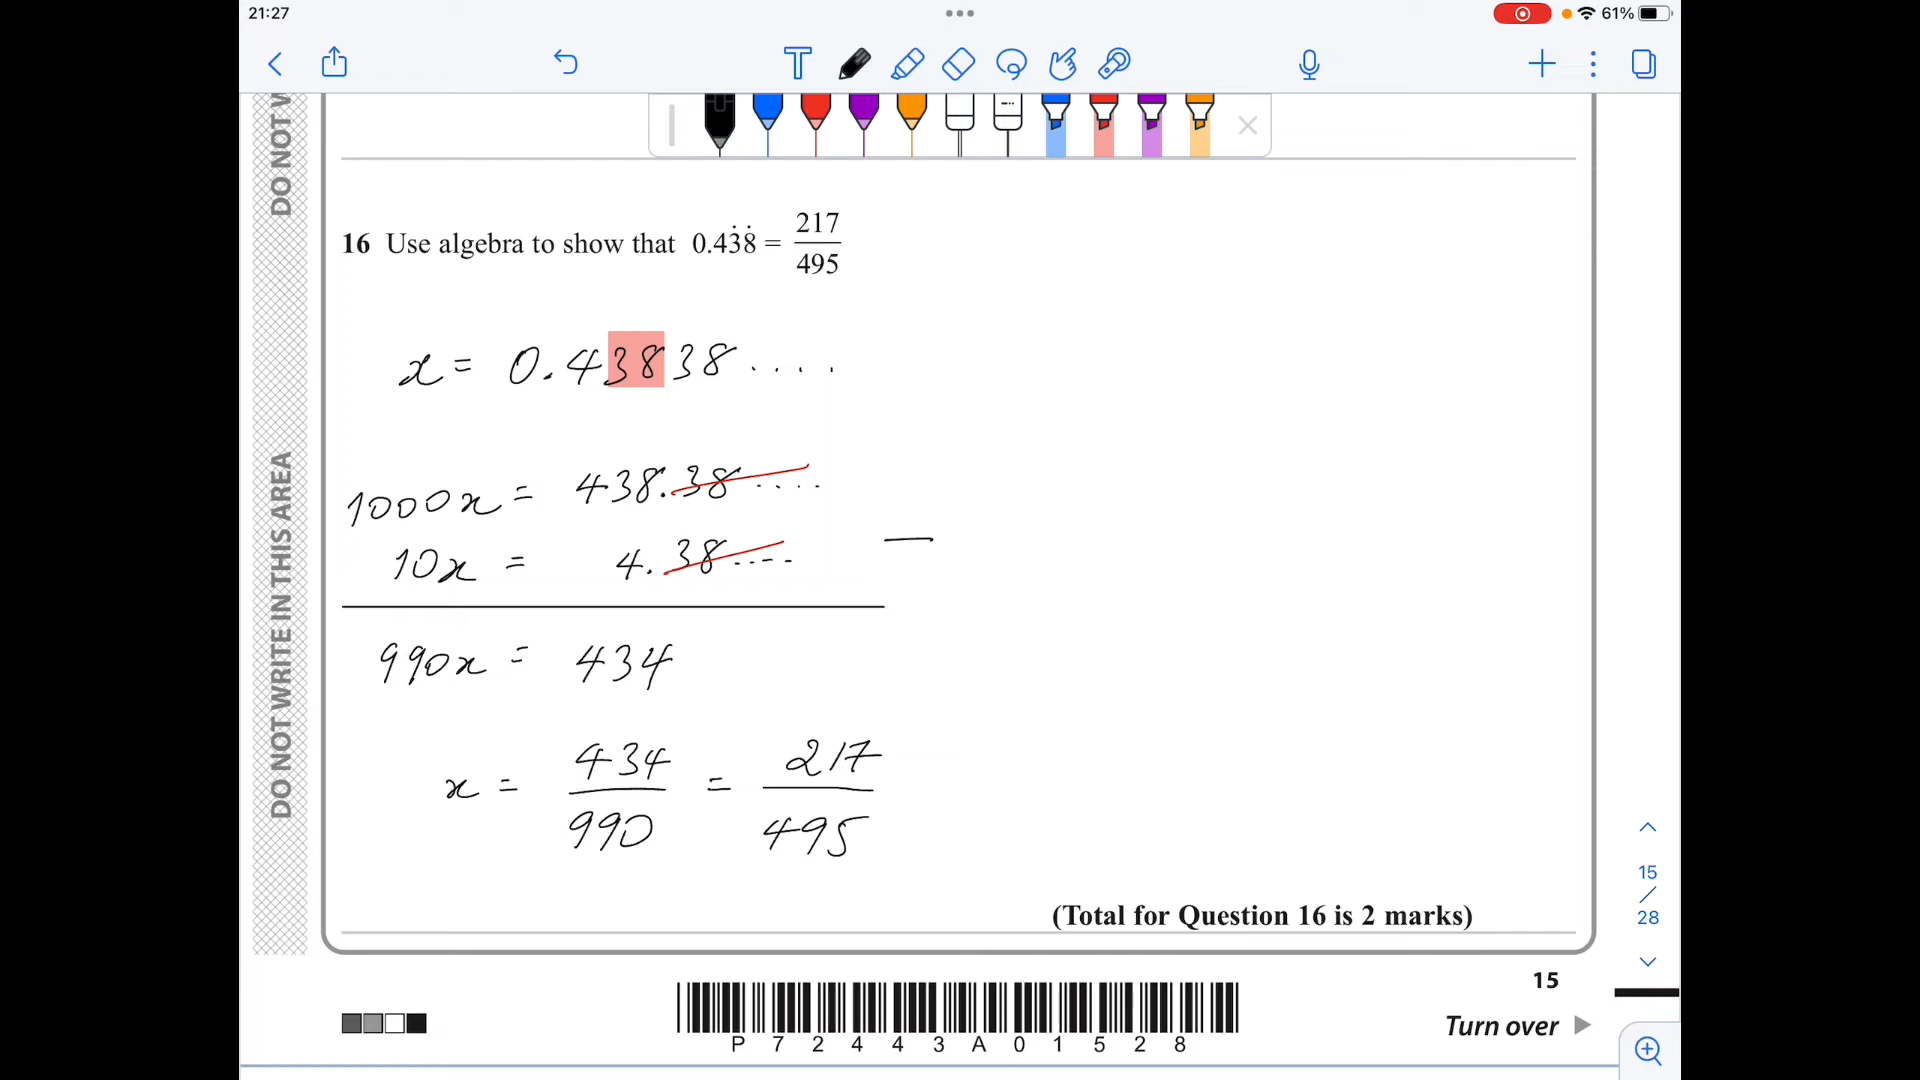 21:27
61%
DO NOT W
DO NOT WRITE IN THIS AREA
16 Use algebra to show that 0.43̇8̇ = 217/495
x = 0.43838....
1000x = 438.38....
10x = 4.38.... —
990x = 434
x = 434/990 = 217/495
(Total for Question 16 is 2 marks)
15
/
28
15
P 7 2 4 4 3 A 0 1 5 2 8
Turn over